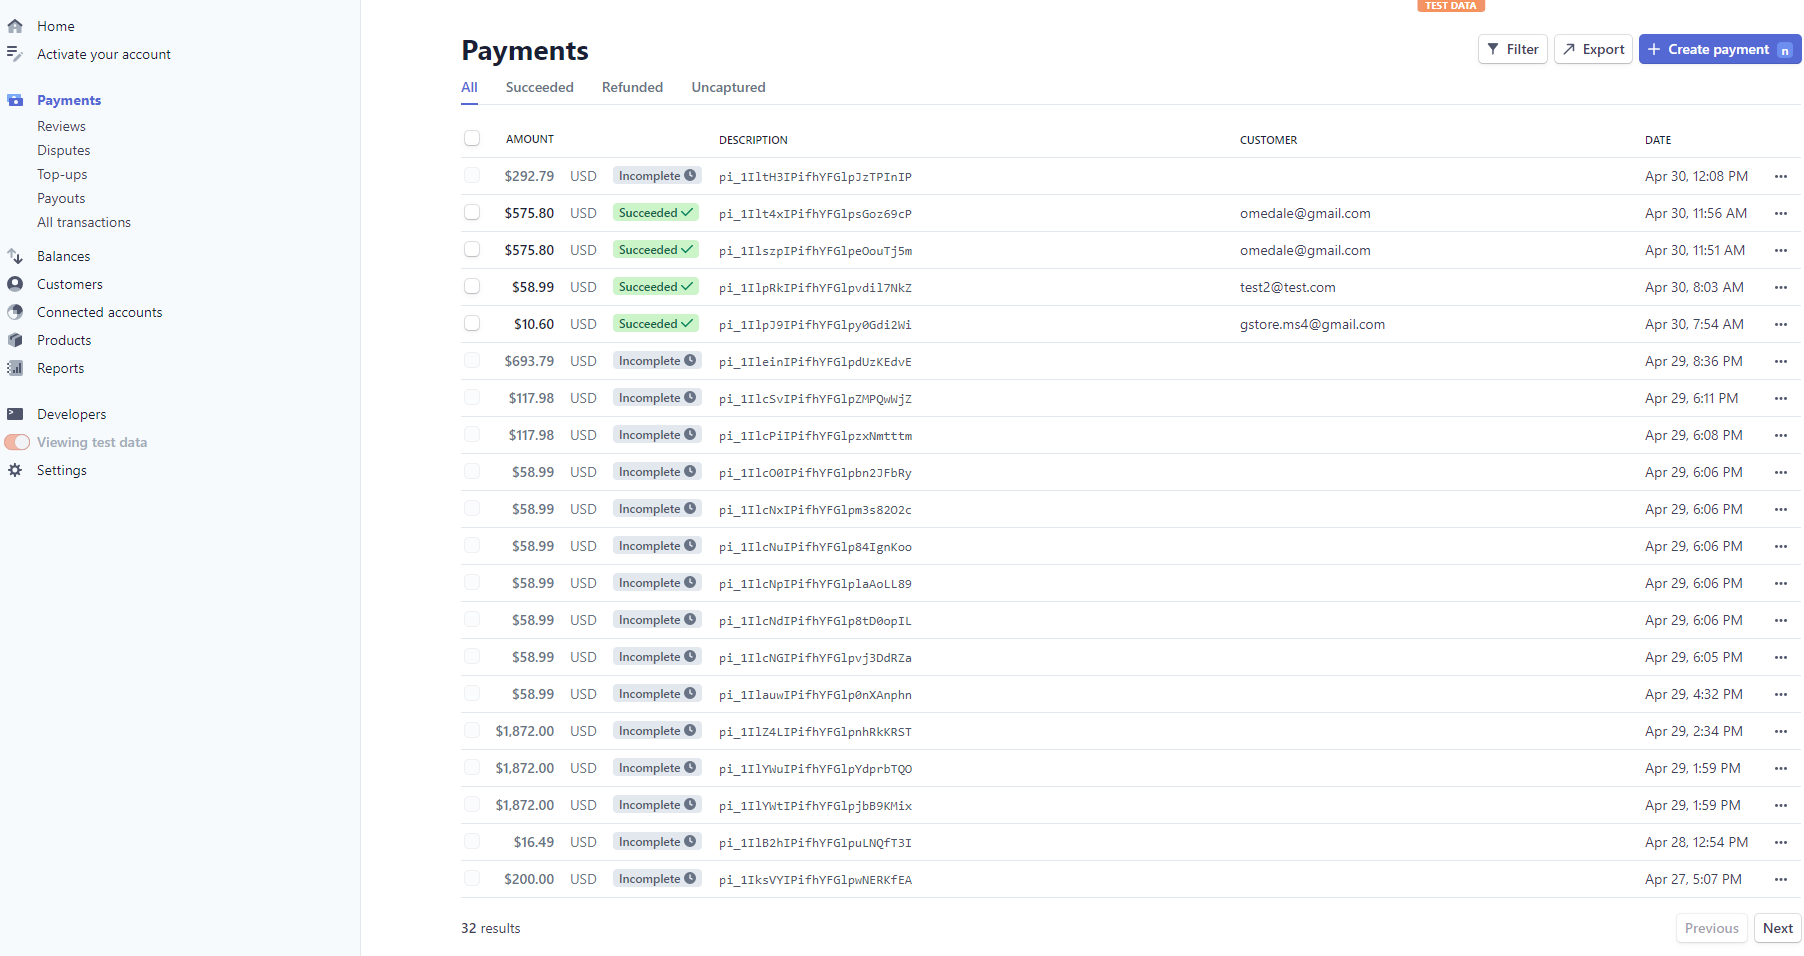 TEST DATA
Home
Activate your account
Payments
Reviews
Disputes
Top-ups
Payouts
All transactions
Balances
Customers
Connected accounts
Products
Reports
Developers
Viewing test data
Settings
Payments
Filter
Export
Create payment n
All Succeeded Refunded Uncaptured
AMOUNT DESCRIPTION CUSTOMER DATE
$292.79 USD Incomplete pi_1IltH3IPifhYFGlpJzTPInIP Apr 30, 12:08 PM
$575.80 USD Succeeded pi_1Ilt4xIPifhYFGlpsGoz69cP omedale@gmail.com Apr 30, 11:56 AM
$575.80 USD Succeeded pi_1IlszpIPifhYFGlpeOouTj5m omedale@gmail.com Apr 30, 11:51 AM
$58.99 USD Succeeded pi_1IlpRkIPifhYFGlpvdil7NkZ test2@test.com Apr 30, 8:03 AM
$10.60 USD Succeeded pi_1IlpJ9IPifhYFGlpy0Gdi2Wi gstore.ms4@gmail.com Apr 30, 7:54 AM
$693.79 USD Incomplete pi_1IleinIPifhYFGlpdUzKEdvE Apr 29, 8:36 PM
$117.98 USD Incomplete pi_1IlcSvIPifhYFGlpZMPQwWjZ Apr 29, 6:11 PM
$117.98 USD Incomplete pi_1IlcPiIPifhYFGlpzxNmtttm Apr 29, 6:08 PM
$58.99 USD Incomplete pi_1IlcO0IPifhYFGlpbn2JFbRy Apr 29, 6:06 PM
$58.99 USD Incomplete pi_1IlcNxIPifhYFGlpm3s82O2c Apr 29, 6:06 PM
$58.99 USD Incomplete pi_1IlcNuIPifhYFGlp84IgnKoo Apr 29, 6:06 PM
$58.99 USD Incomplete pi_1IlcNpIPifhYFGlplaAoLL89 Apr 29, 6:06 PM
$58.99 USD Incomplete pi_1IlcNdIPifhYFGlp8tD0opIL Apr 29, 6:06 PM
$58.99 USD Incomplete pi_1IlcNGIPifhYFGlpvj3DdRZa Apr 29, 6:05 PM
$58.99 USD Incomplete pi_1IlauwIPifhYFGlp0nXAnphn Apr 29, 4:32 PM
$1,872.00 USD Incomplete pi_1IlZ4LIPifhYFGlpnhRkKRST Apr 29, 2:34 PM
$1,872.00 USD Incomplete pi_1IlYWuIPifhYFGlpYdprbTQO Apr 29, 1:59 PM
$1,872.00 USD Incomplete pi_1IlYWtIPifhYFGlpjbB9KMix Apr 29, 1:59 PM
$16.49 USD Incomplete pi_1IlB2hIPifhYFGlpuLNQfT3I Apr 28, 12:54 PM
$200.00 USD Incomplete pi_1IksVYIPifhYFGlpwNERKfEA Apr 27, 5:07 PM
32 results
Previous
Next